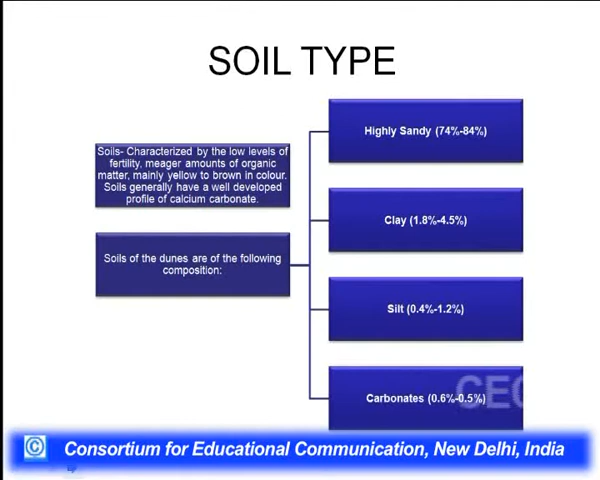 SOIL TYPE
Soils- Characterized by the low levels of
fertility, meager amounts of organic
matter, mainly yellow to brown in colour.
Soils generally have a well developed
profile of calcium carbonate.
Soils of the dunes are of the following
composition:
Highly Sandy (74%-84%)
Clay (1.8%-4.5%)
Silt (0.4%-1.2%)
Carbonates (0.6%-0.5%)
CEC
© Consortium for Educational Communication, New Delhi, India